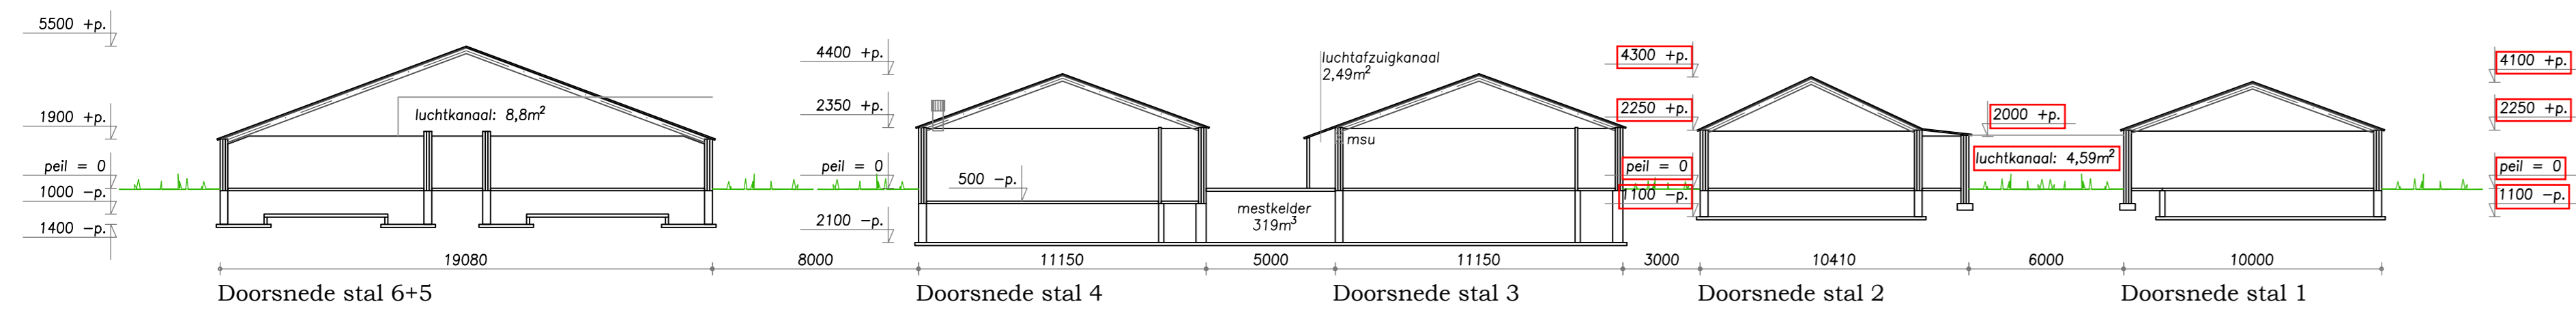 5500 +p.
1900 +p.
peil = 0
1000 -p.
1400 -p.
luchtkanaal: 8,8m²
4400 +p.
2350 +p.
peil = 0
500 -p.
2100 -p.
mestkelder
319m³
luchtafzuigkanaal
2,49m²
msu
4300 +p.
2250 +p.
peil = 0
1100 -p.
2000 +p.
luchtkanaal: 4,59m²
4100 +p.
2250 +p.
peil = 0
1100 -p.
19080
8000
11150
5000
11150
3000
10410
6000
10000
Doorsnede stal 6+5
Doorsnede stal 4
Doorsnede stal 3
Doorsnede stal 2
Doorsnede stal 1